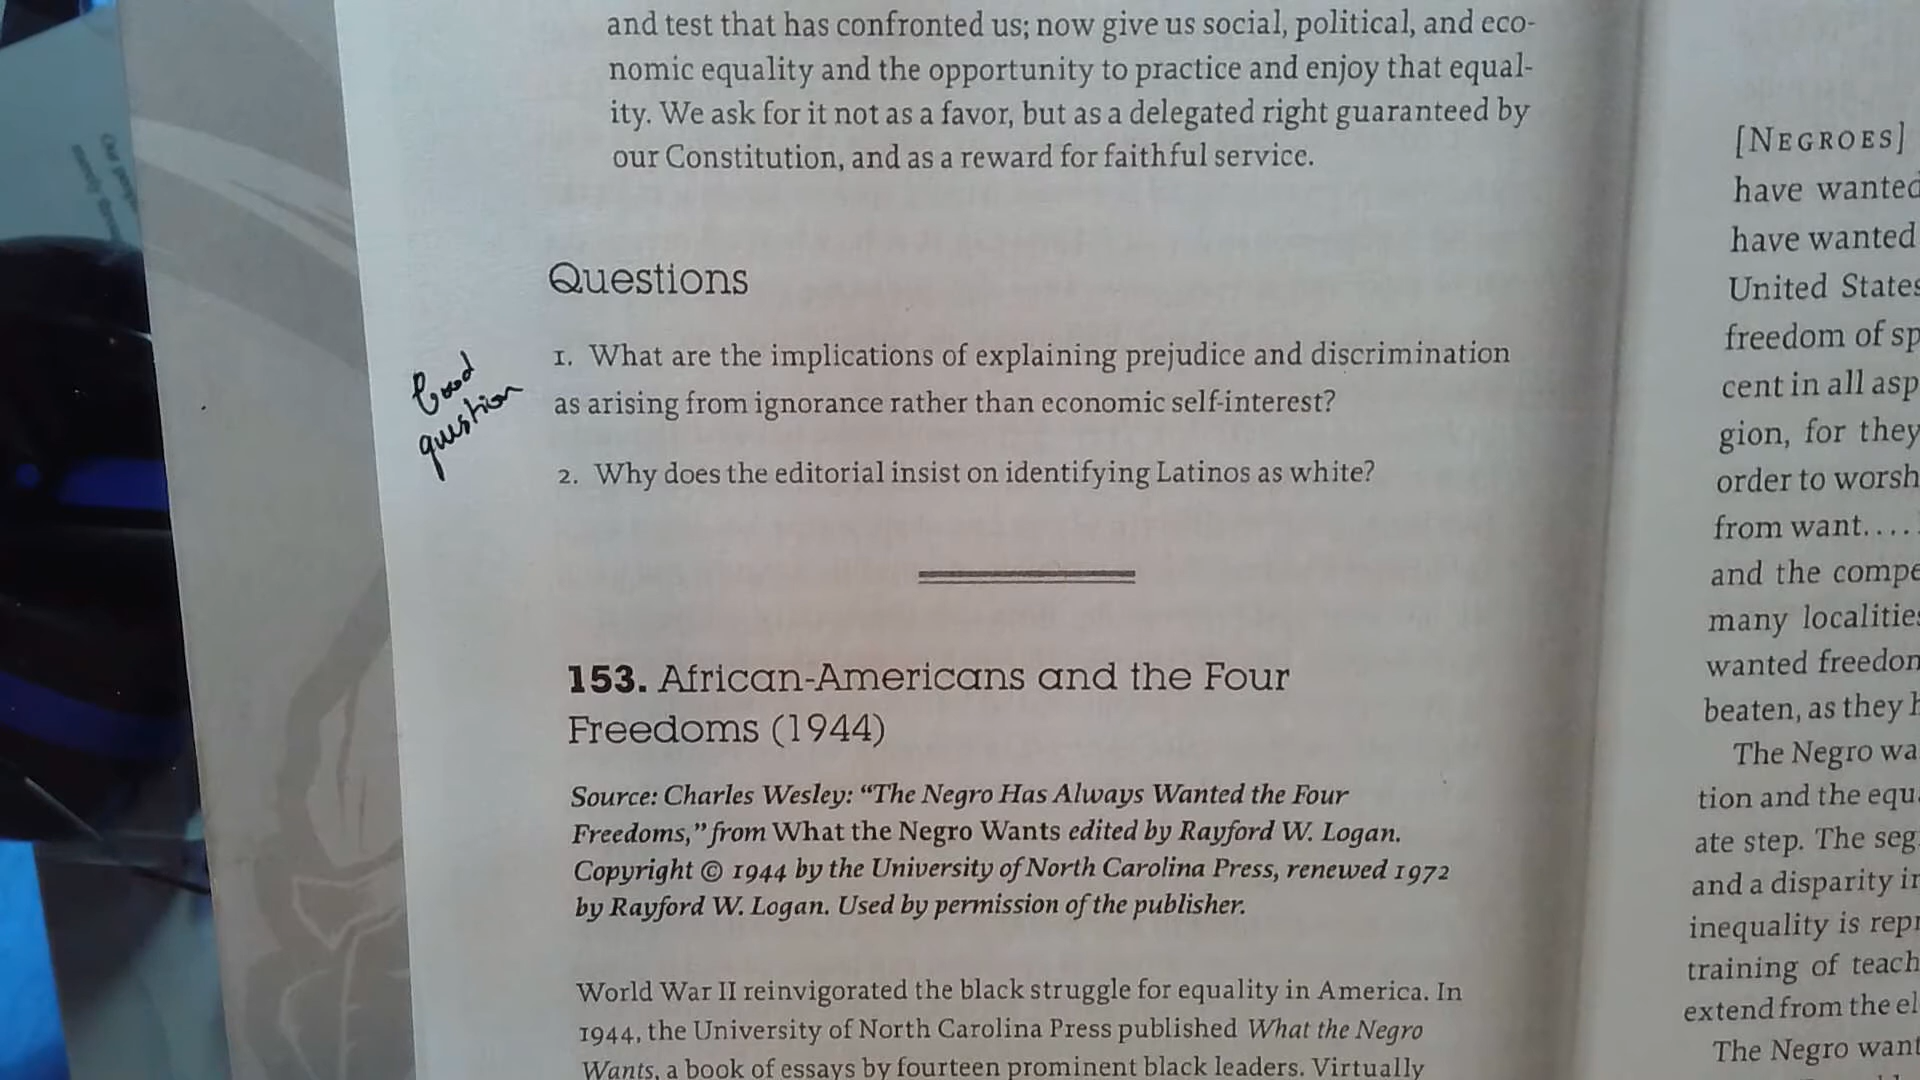 and test that has confronted us; now give us social, political, and eco-
nomic equality and the opportunity to practice and enjoy that equal-
ity. We ask for it not as a favor, but as a delegated right guaranteed by
our Constitution, and as a reward for faithful service.
Questions
Good
question
1. What are the implications of explaining prejudice and discrimination
as arising from ignorance rather than economic self-interest?
2. Why does the editorial insist on identifying Latinos as white?
153. African-Americans and the Four
Freedoms (1944)
Source: Charles Wesley: “The Negro Has Always Wanted the Four
Freedoms,” from What the Negro Wants edited by Rayford W. Logan.
Copyright © 1944 by the University of North Carolina Press, renewed 1972
by Rayford W. Logan. Used by permission of the publisher.
World War II reinvigorated the black struggle for equality in America. In
1944, the University of North Carolina Press published What the Negro
Wants, a book of essays by fourteen prominent black leaders. Virtually
[NEGROES]
have wanted
have wanted
United States
freedom of sp
cent in all asp
gion, for they
order to worsh
from want....
and the compe
many localities
wanted freedom
beaten, as they h
The Negro wa
tion and the equa
ate step. The seg
and a disparity in
inequality is repr
training of teach
extend from the el
The Negro want